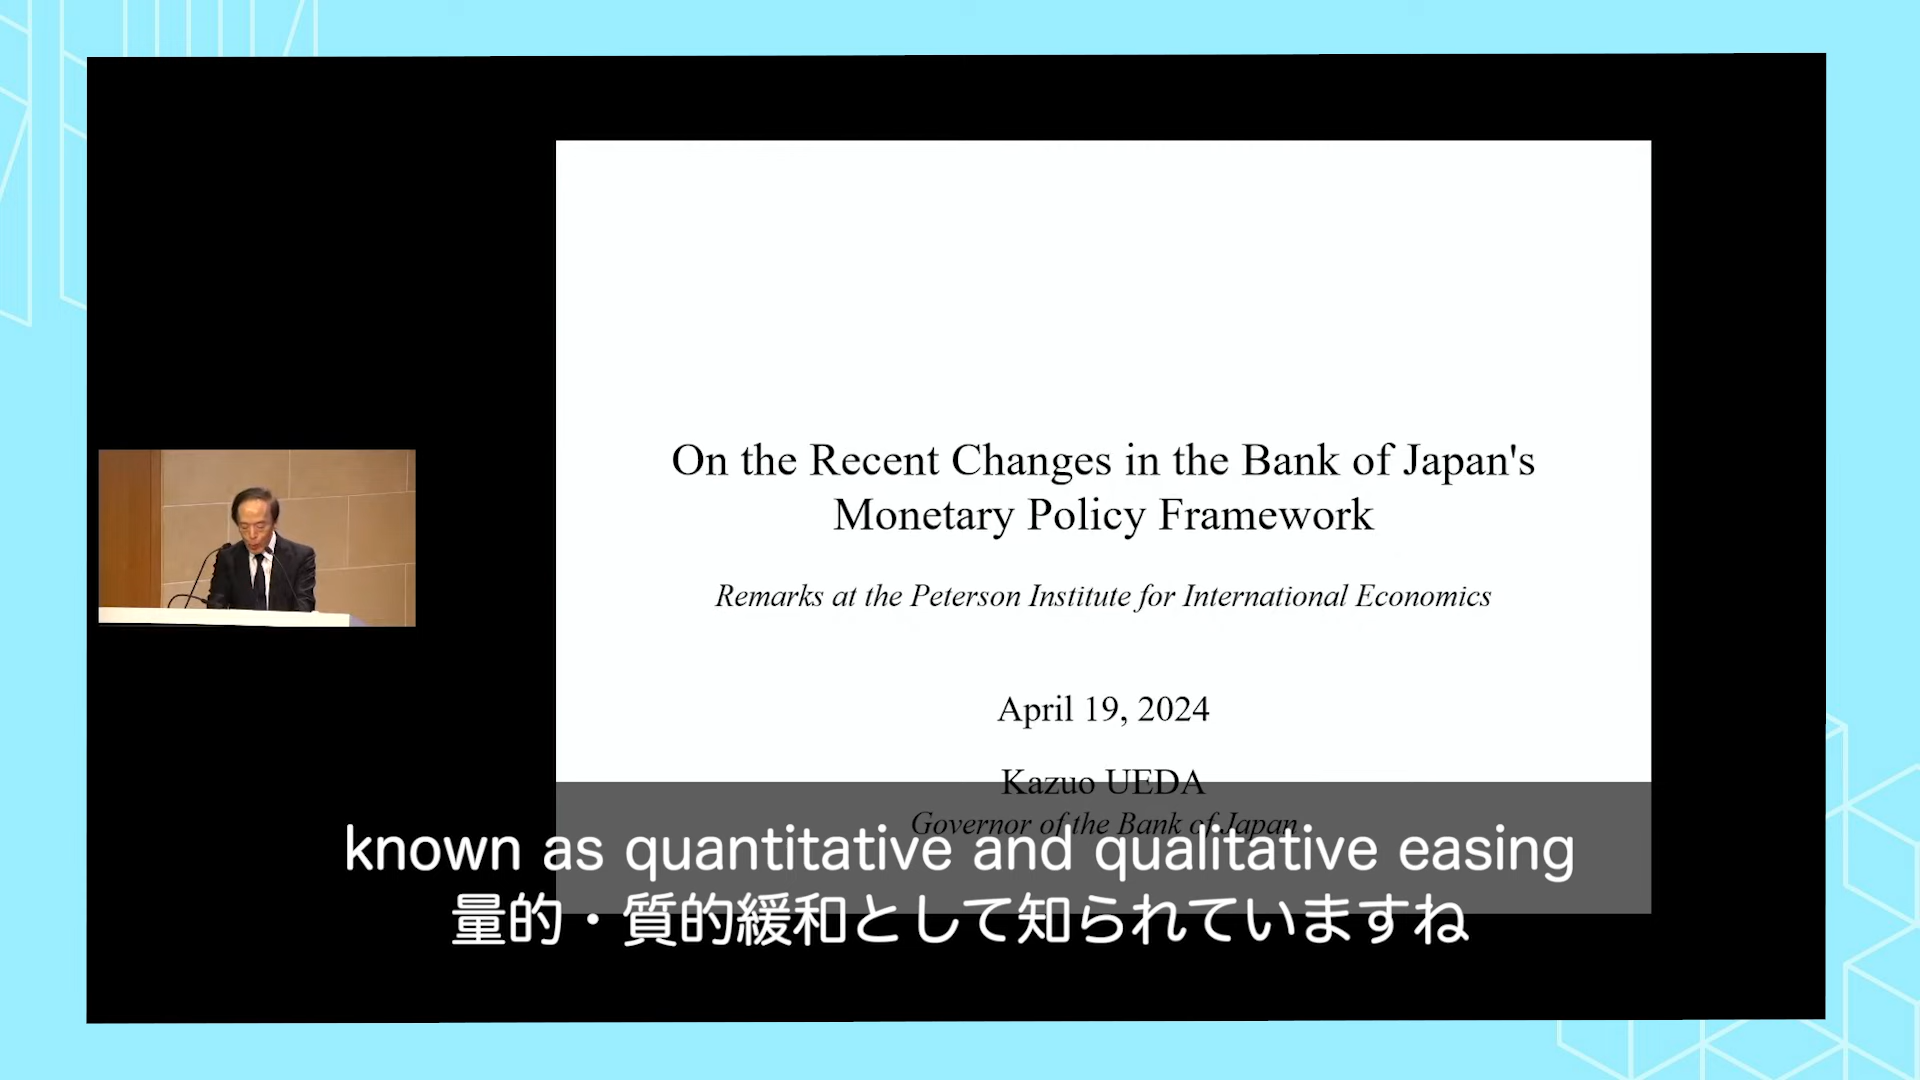 On the Recent Changes in the Bank of Japan's
Monetary Policy Framework
Remarks at the Peterson Institute for International Economics
April 19, 2024
Kazuo UEDA
Governor of the Bank of Japan
known as quantitative and qualitative easing
量的・質的緩和として知られていますね